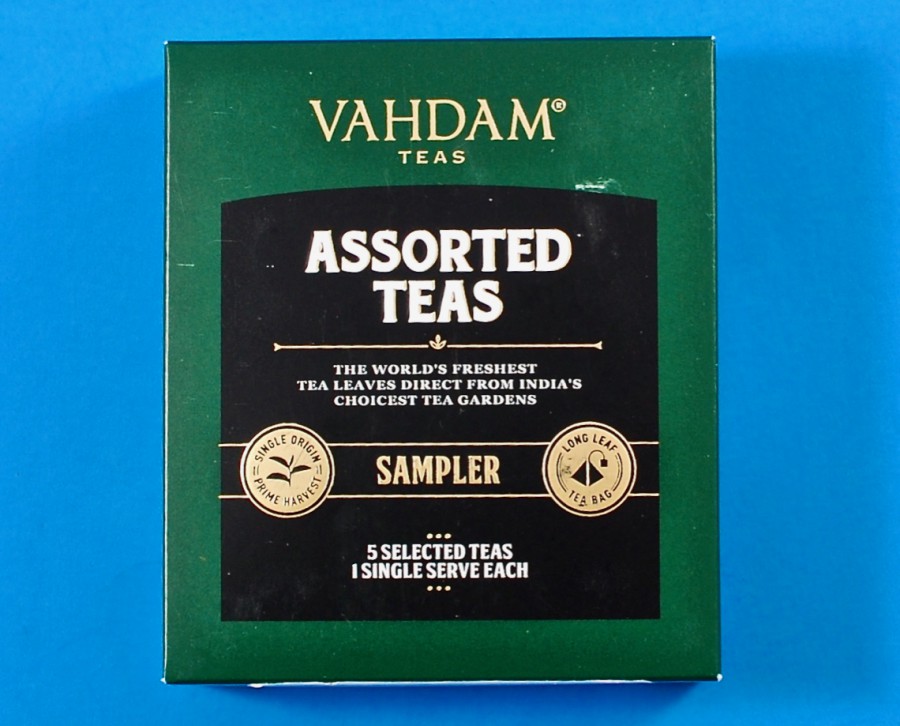 VAHDAM®
TEAS
ASSORTED
TEAS
THE WORLD'S FRESHEST
TEA LEAVES DIRECT FROM INDIA'S
CHOICEST TEA GARDENS
SINGLE ORIGIN
PRIME HARVEST
SAMPLER
LONG LEAF
TEA BAG
5 SELECTED TEAS
1 SINGLE SERVE EACH